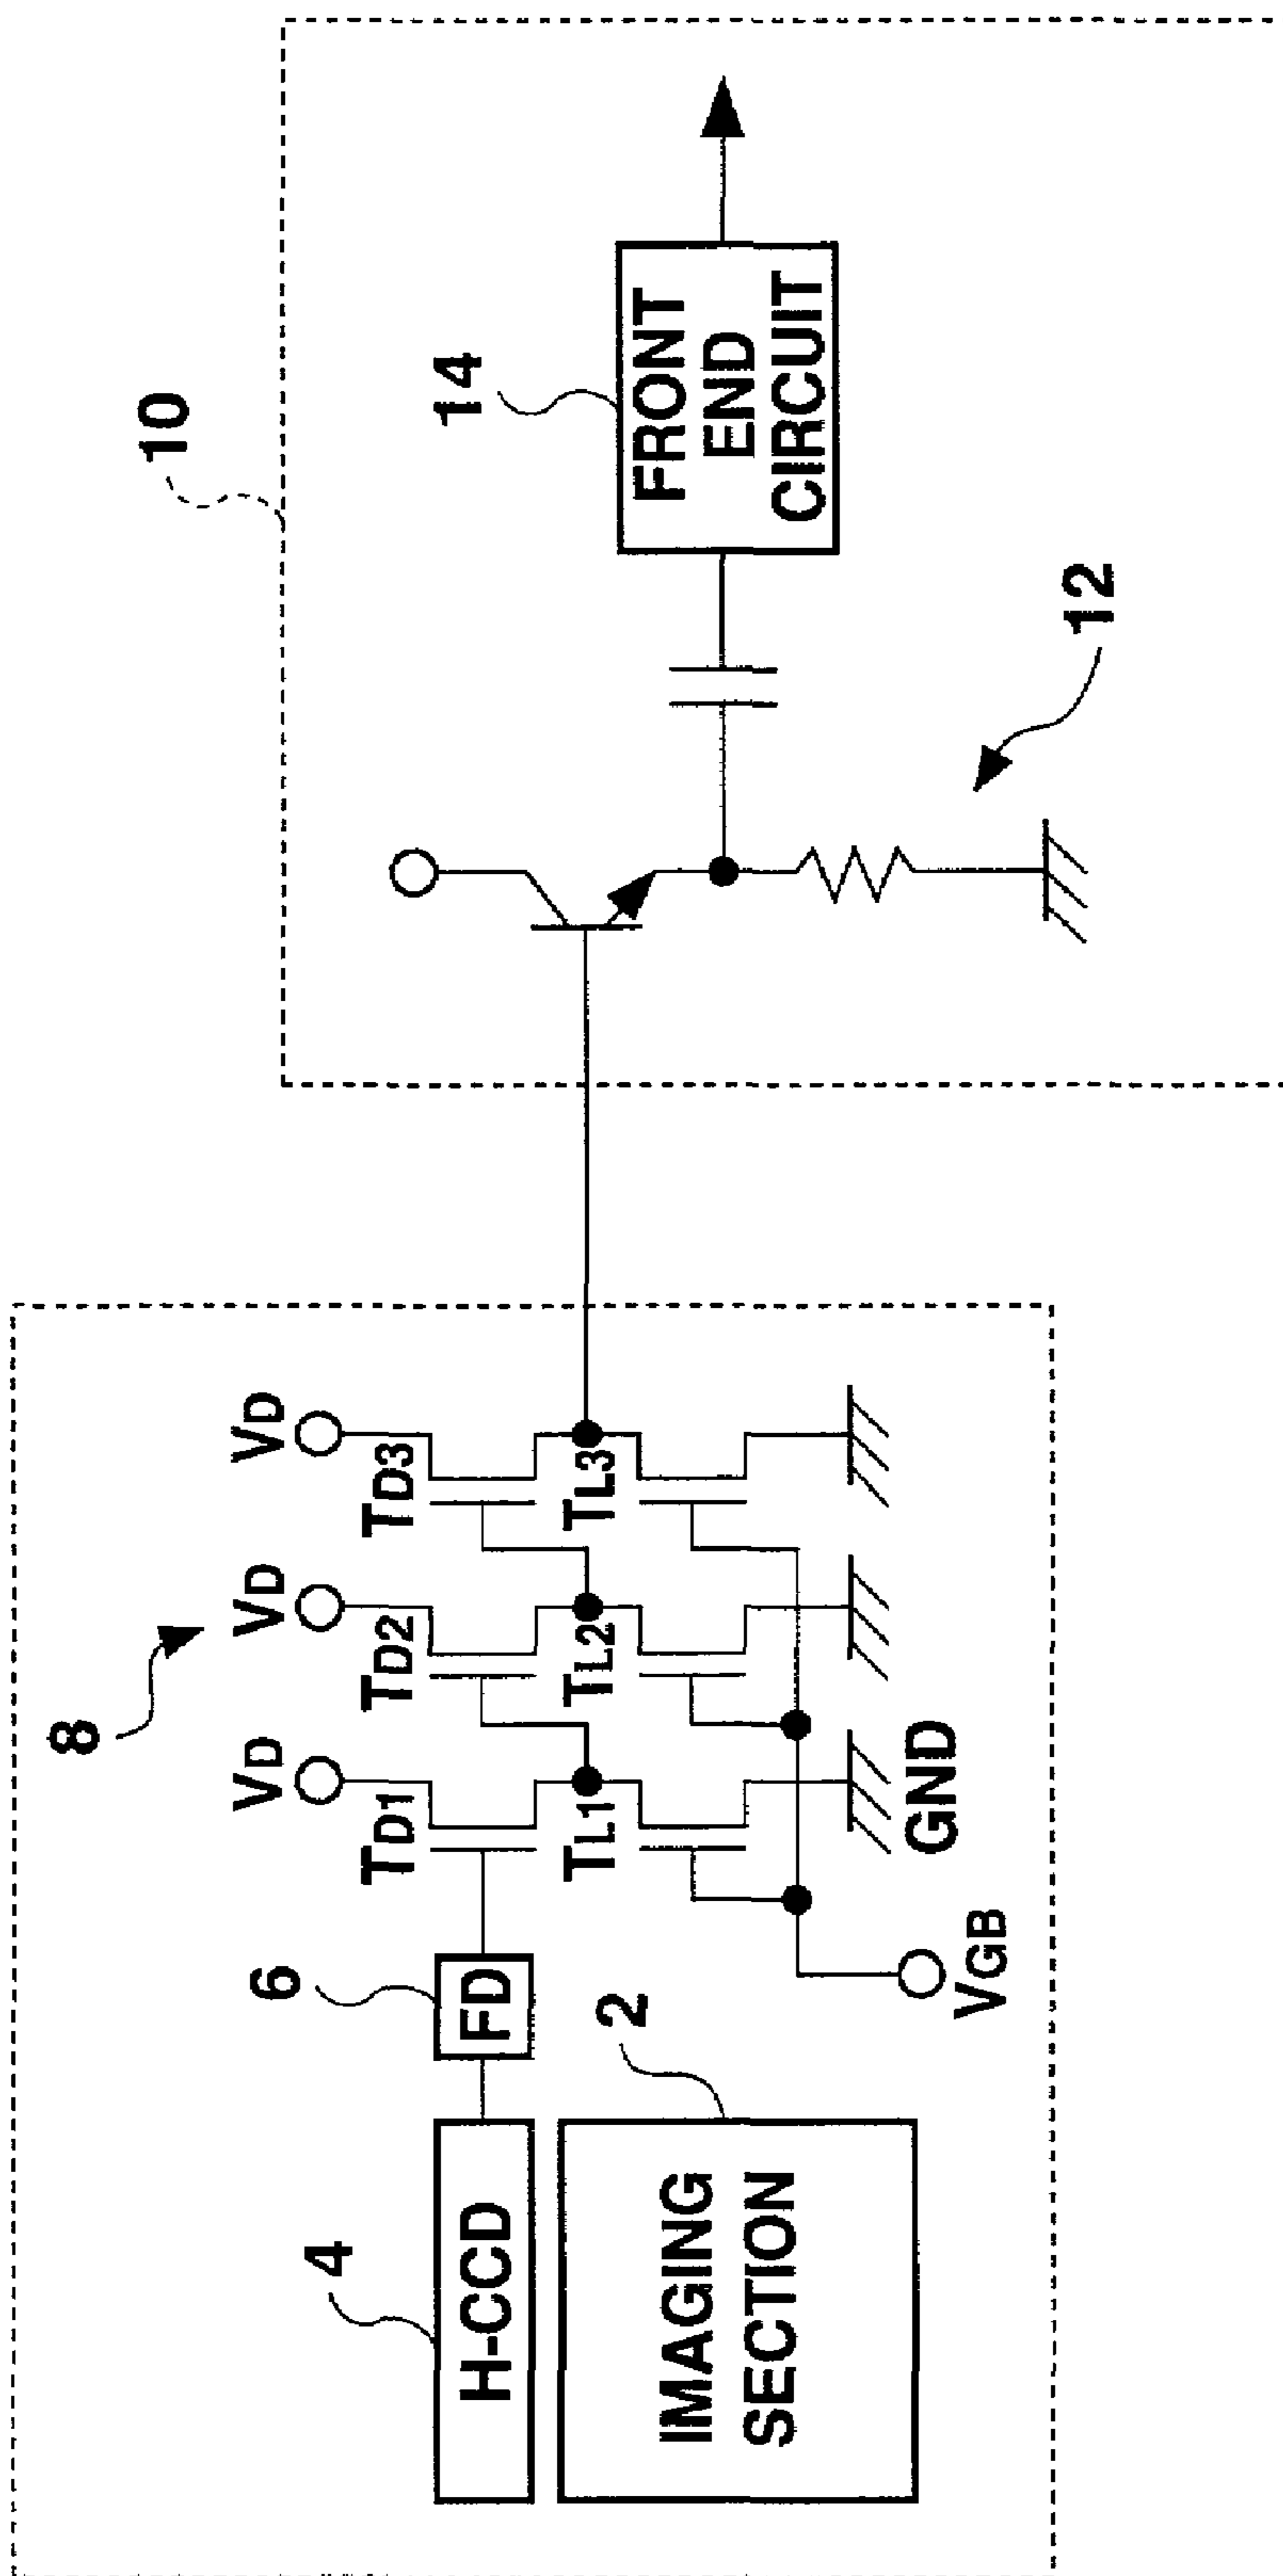 10
14
FRONT
END
CIRCUIT
12
8
VD
VD
VD
TD1
TD2
TD3
TL1
TL2
TL3
6
FD
4
H-CCD
2
IMAGING
SECTION
GND
VGB